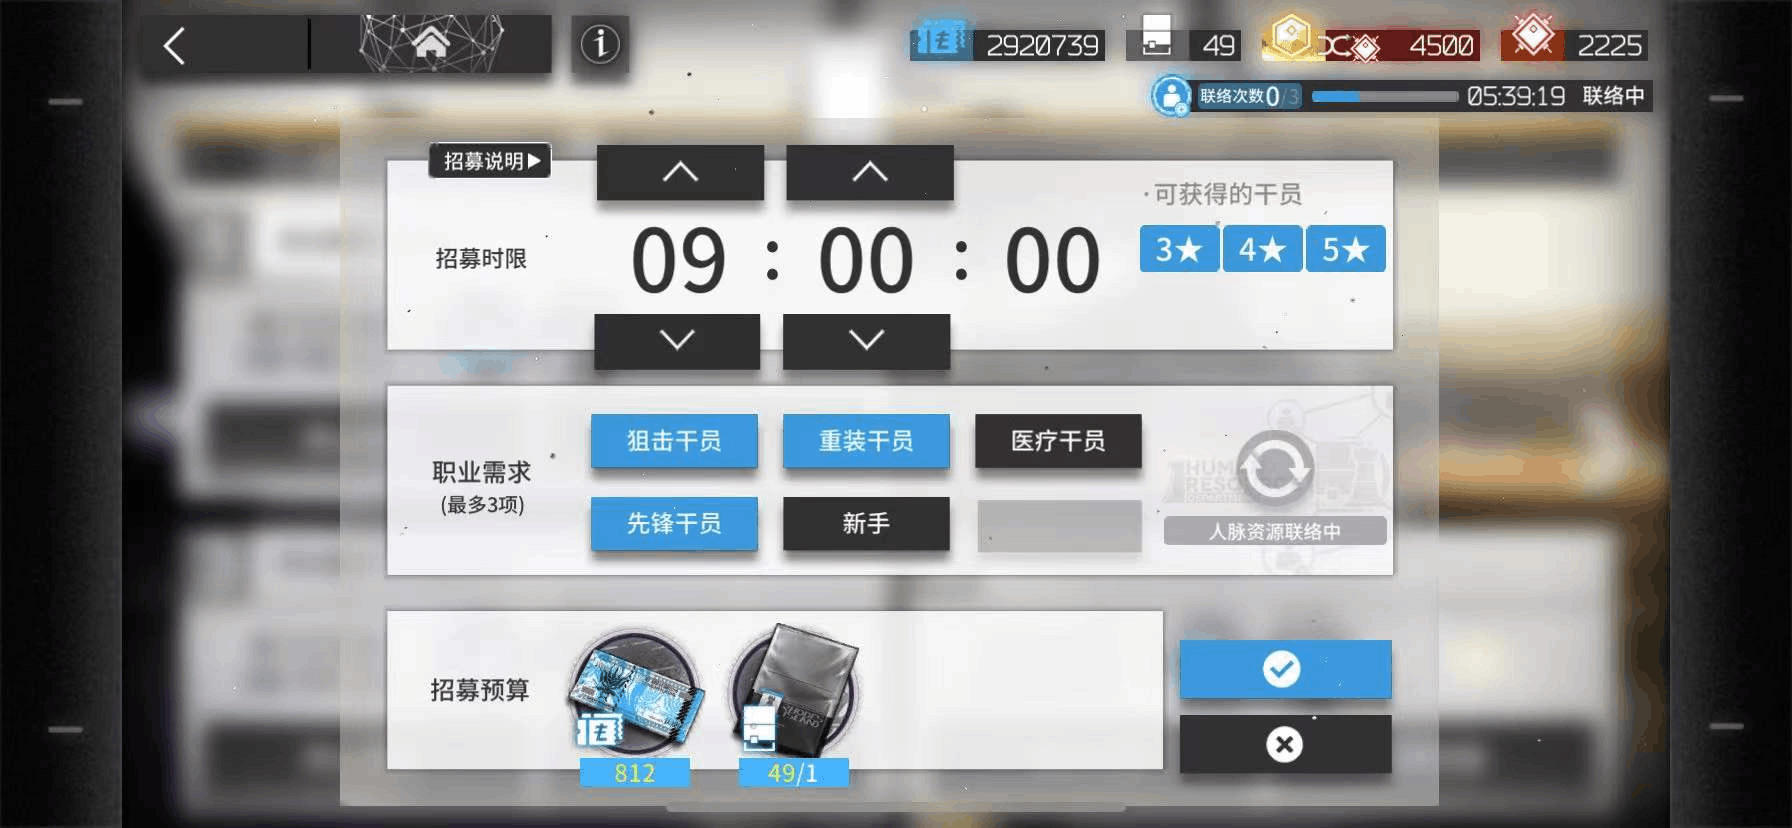 2920739
49
4500
2225
联络次数0/3
05:39:19 联络中
招募说明
·可获得的干员
招募时限
09 : 00 : 00
3★ 4★ 5★
职业需求
(最多3项)
狙击干员
重装干员
医疗干员
先锋干员
新手
人脉资源联络中
招募预算
812
49/1